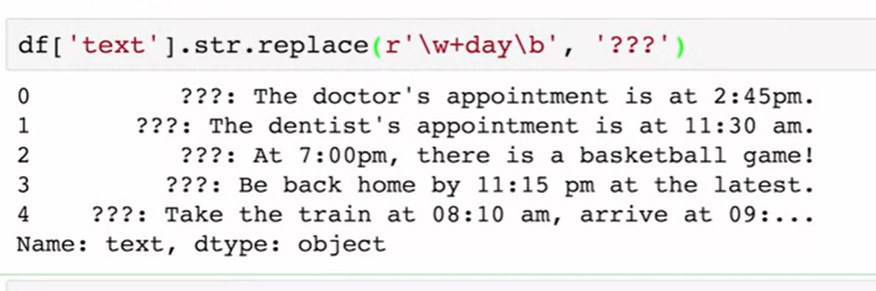 df['text'].str.replace(r'\w+day\b', '???')
0 ???: The doctor's appointment is at 2:45pm.
1 ???: The dentist's appointment is at 11:30 am.
2 ???: At 7:00pm, there is a basketball game!
3 ???: Be back home by 11:15 pm at the latest.
4 ???: Take the train at 08:10 am, arrive at 09:...
Name: text, dtype: object